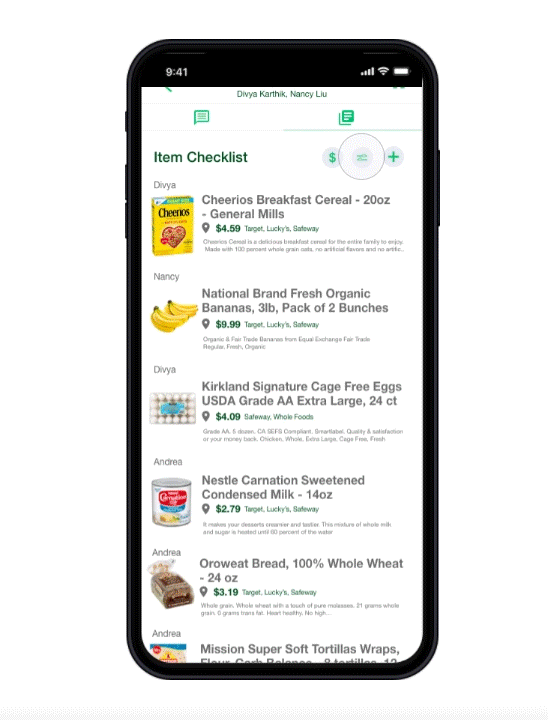 9:41
Divya Karthik, Nancy Liu
Item Checklist
$
Divya
Cheerios
Cheerios Breakfast Cereal - 20oz
- General Mills
$4.59 Target, Lucky's, Safeway
Cheerios Cereal is a delicious breakfast cereal for the entire family to enjoy.
Made with 100 percent whole grain oats, no artificial flavors and no artific...
Nancy
National Brand Fresh Organic
Bananas, 3lb, Pack of 2 Bunches
$9.99 Target, Lucky's, Safeway
Organic & Fair Trade Bananas from Equal Exchange Fair Trade
Regular, Fresh, Organic
Divya
Kirkland Signature Cage Free Eggs
USDA Grade AA Extra Large, 24 ct
$4.09 Safeway, Whole Foods
Grade AA. 5 dozen. CA SEFS Compliant. Smartlabel. Quality & satisfaction
or your money back. Chicken, Whole, Extra Large, Cage Free, Fresh
Andrea
Carnation
Nestle Carnation Sweetened
Condensed Milk - 14oz
$2.79 Target, Lucky's, Safeway
It makes your desserts creamier and tastier. This mixture of whole milk
and sugar is heated until 60 percent of the water
Andrea
Oroweat Bread, 100% Whole Wheat
- 24 oz
$3.19 Target, Lucky's, Safeway
Whole grain. Whole wheat with a touch of pure molasses. 21 grams whole
grain. 0 grams trans fat. Heart healthy. No high...
Andrea
Mission Super Soft Tortillas Wraps,
Flour, Carb Balance - 8 tortillas, 12